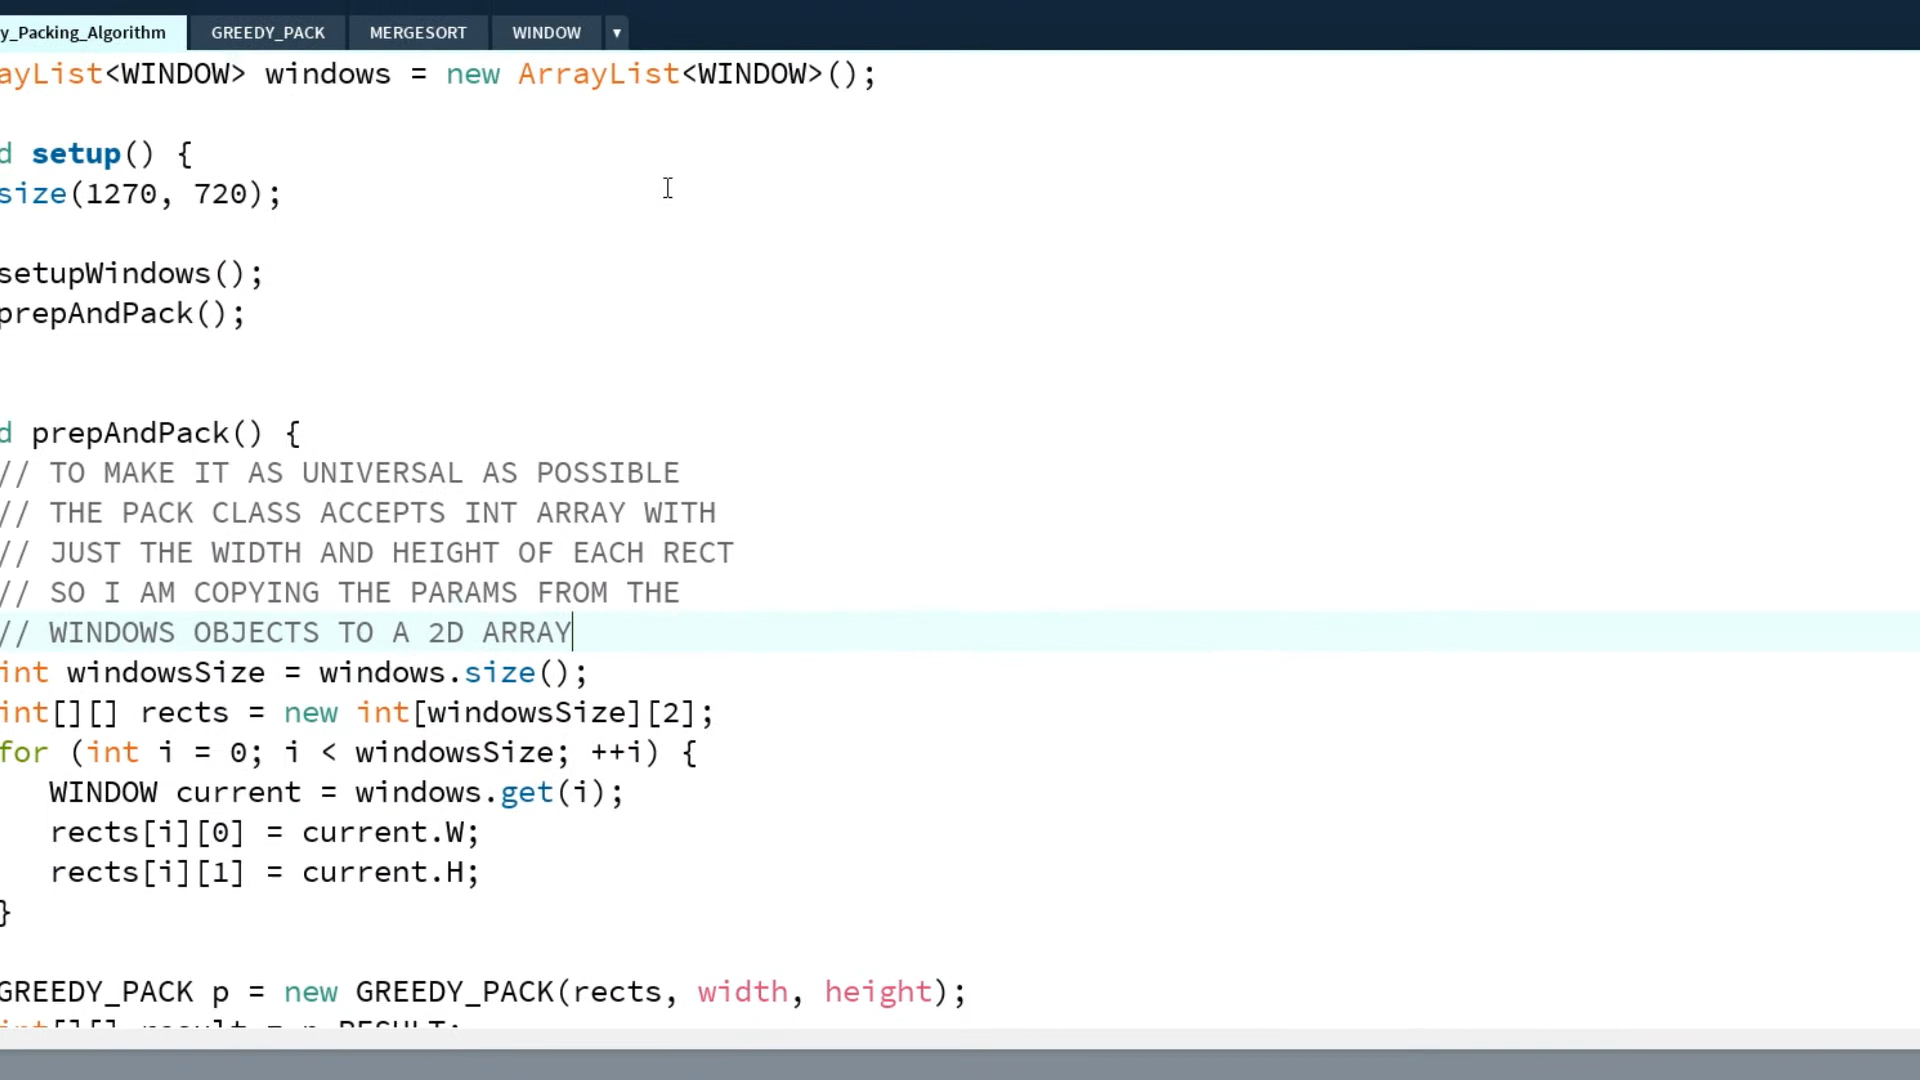 y_Packing_Algorithm GREEDY_PACK MERGESORT WINDOW ▾
ayList<WINDOW> windows = new ArrayList<WINDOW>();
d setup() {
size(1270, 720);
setupWindows();
prepAndPack();
d prepAndPack() {
// TO MAKE IT AS UNIVERSAL AS POSSIBLE
// THE PACK CLASS ACCEPTS INT ARRAY WITH
// JUST THE WIDTH AND HEIGHT OF EACH RECT
// SO I AM COPYING THE PARAMS FROM THE
// WINDOWS OBJECTS TO A 2D ARRAY
int windowsSize = windows.size();
int[][] rects = new int[windowsSize][2];
for (int i = 0; i < windowsSize; ++i) {
WINDOW current = windows.get(i);
rects[i][0] = current.W;
rects[i][1] = current.H;
}
GREEDY_PACK p = new GREEDY_PACK(rects, width, height);
int[][] result = p.RESULT;